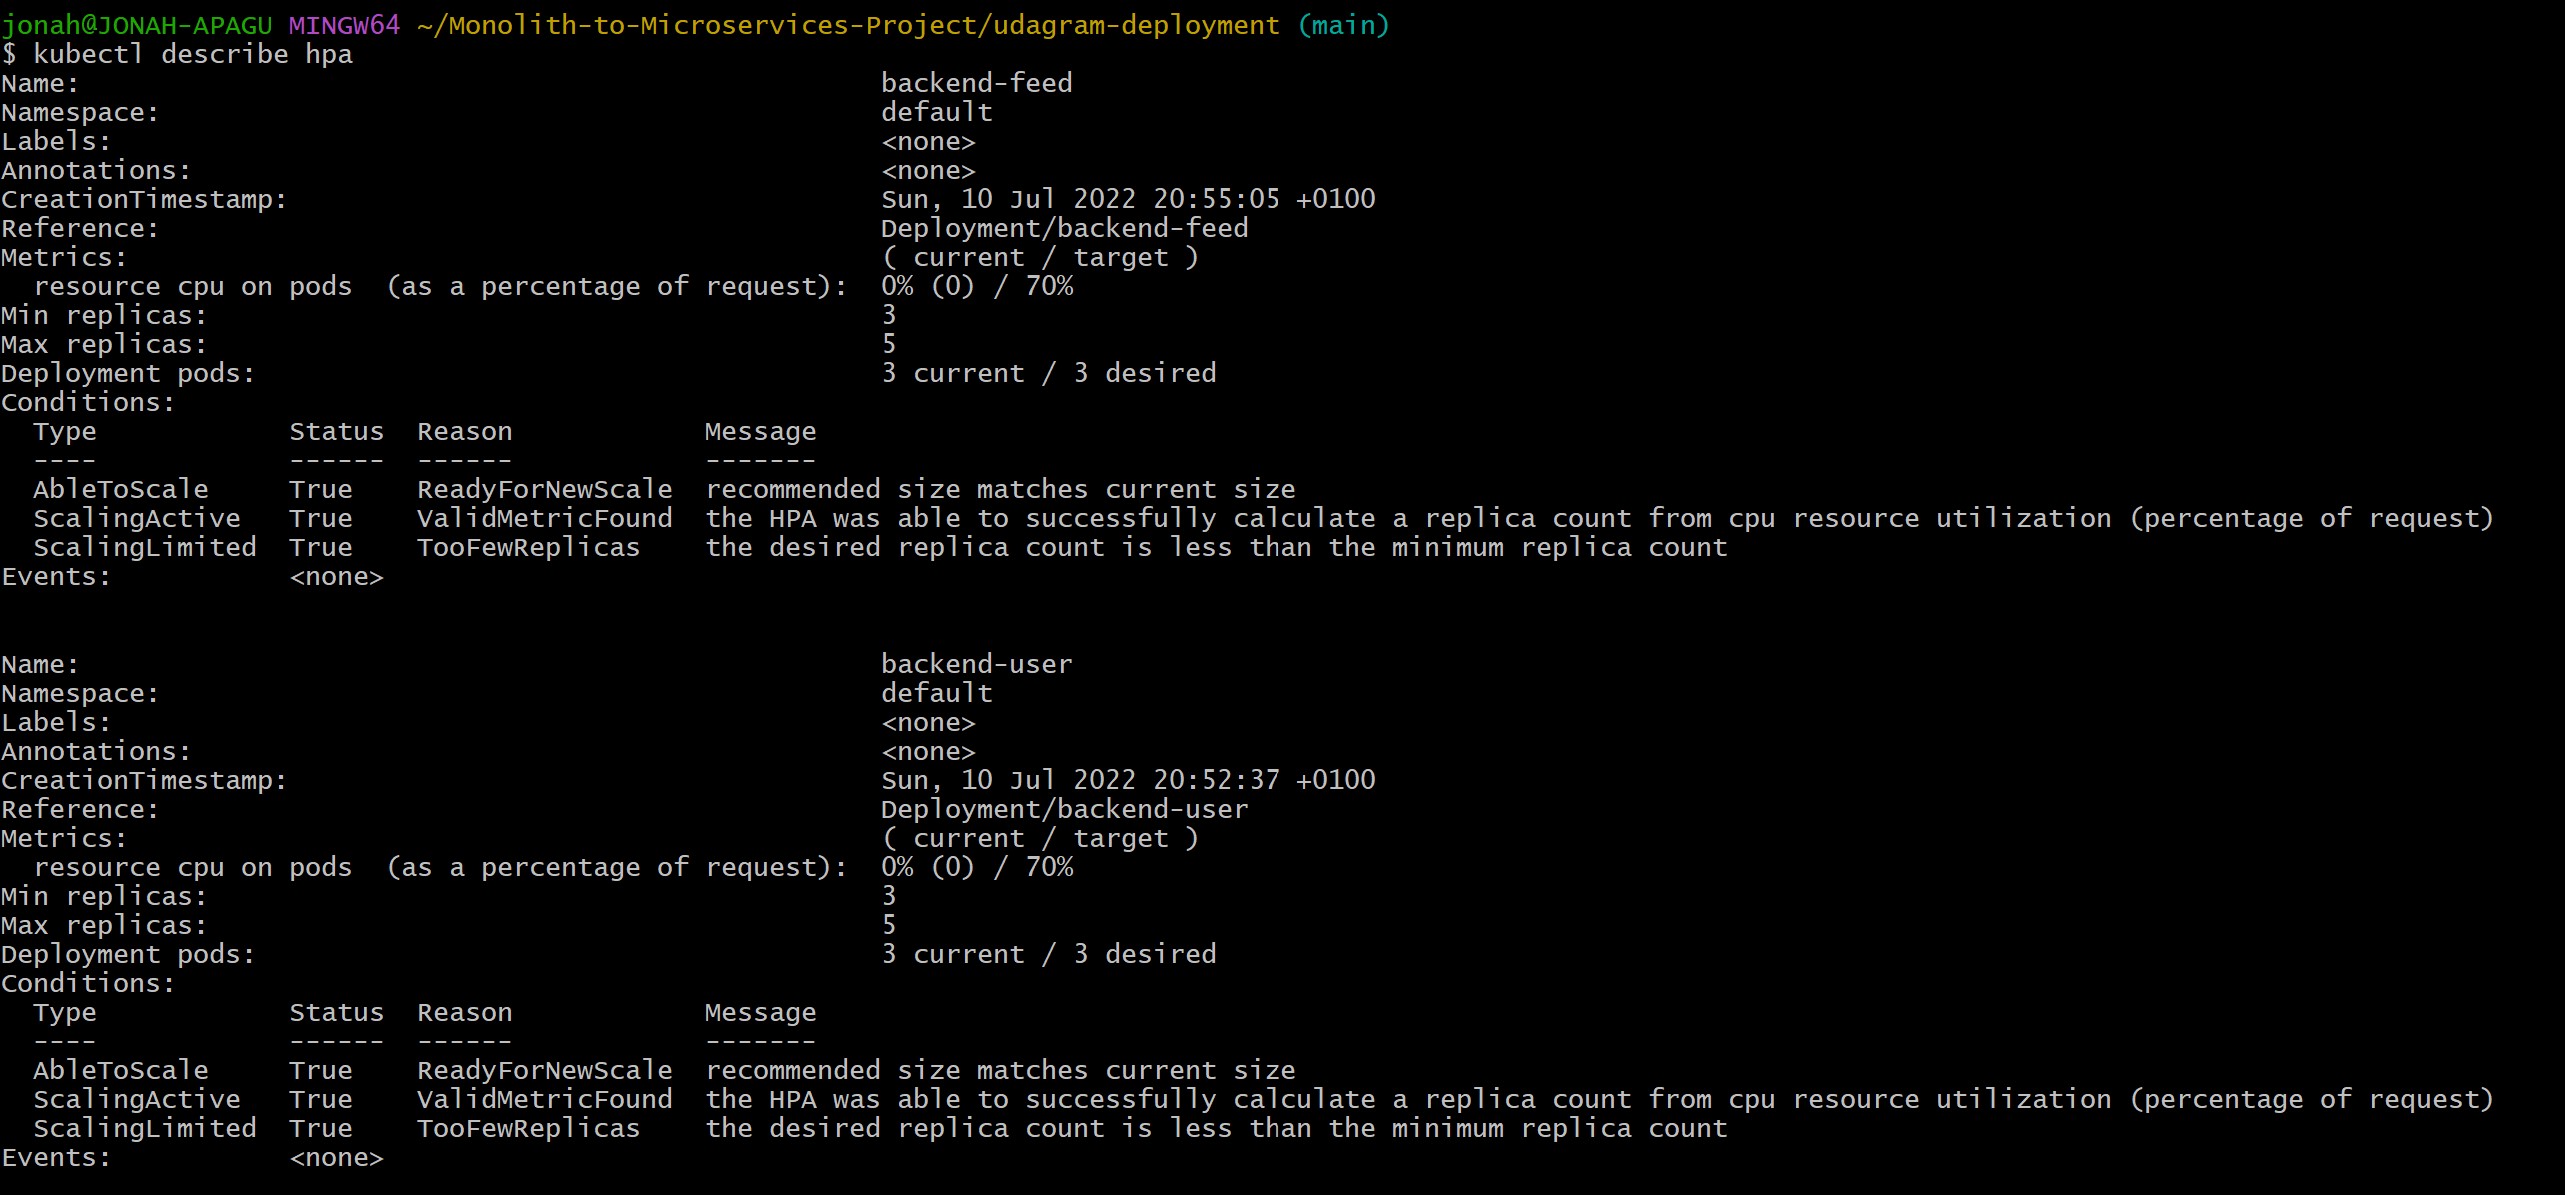 jonah@JONAH-APAGU MINGW64 ~/Monolith-to-Microservices-Project/udagram-deployment (main)
$ kubectl describe hpa
Name:                                                  backend-feed
Namespace:                                             default
Labels:                                                <none>
Annotations:                                           <none>
CreationTimestamp:                                     Sun, 10 Jul 2022 20:55:05 +0100
Reference:                                             Deployment/backend-feed
Metrics:                                               ( current / target )
  resource cpu on pods  (as a percentage of request):  0% (0) / 70%
Min replicas:                                          3
Max replicas:                                          5
Deployment pods:                                       3 current / 3 desired
Conditions:
  Type            Status  Reason            Message
  ----            ------  ------            -------
  AbleToScale     True    ReadyForNewScale  recommended size matches current size
  ScalingActive   True    ValidMetricFound  the HPA was able to successfully calculate a replica count from cpu resource utilization (percentage of request)
  ScalingLimited  True    TooFewReplicas    the desired replica count is less than the minimum replica count
Events:           <none>
Name:                                                  backend-user
Namespace:                                             default
Labels:                                                <none>
Annotations:                                           <none>
CreationTimestamp:                                     Sun, 10 Jul 2022 20:52:37 +0100
Reference:                                             Deployment/backend-user
Metrics:                                               ( current / target )
  resource cpu on pods  (as a percentage of request):  0% (0) / 70%
Min replicas:                                          3
Max replicas:                                          5
Deployment pods:                                       3 current / 3 desired
Conditions:
  Type            Status  Reason            Message
  ----            ------  ------            -------
  AbleToScale     True    ReadyForNewScale  recommended size matches current size
  ScalingActive   True    ValidMetricFound  the HPA was able to successfully calculate a replica count from cpu resource utilization (percentage of request)
  ScalingLimited  True    TooFewReplicas    the desired replica count is less than the minimum replica count
Events:           <none>